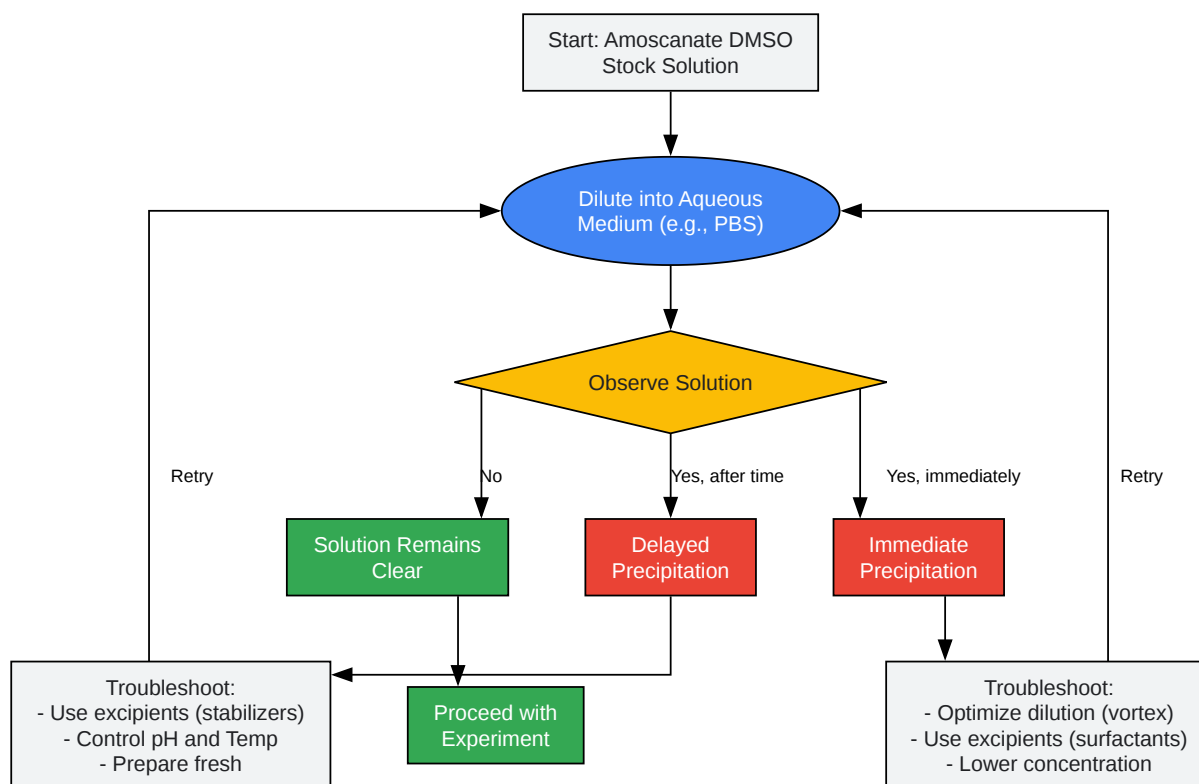 Start: Amoscanate DMSO
Stock Solution
Dilute into Aqueous
Medium (e.g., PBS)
Observe Solution
Retry
No
Yes, after time
Yes, immediately
Retry
Solution Remains
Clear
Delayed
Precipitation
Immediate
Precipitation
Troubleshoot:
- Use excipients (stabilizers)
- Control pH and Temp
- Prepare fresh
Proceed with
Experiment
Troubleshoot:
- Optimize dilution (vortex)
- Use excipients (surfactants)
- Lower concentration